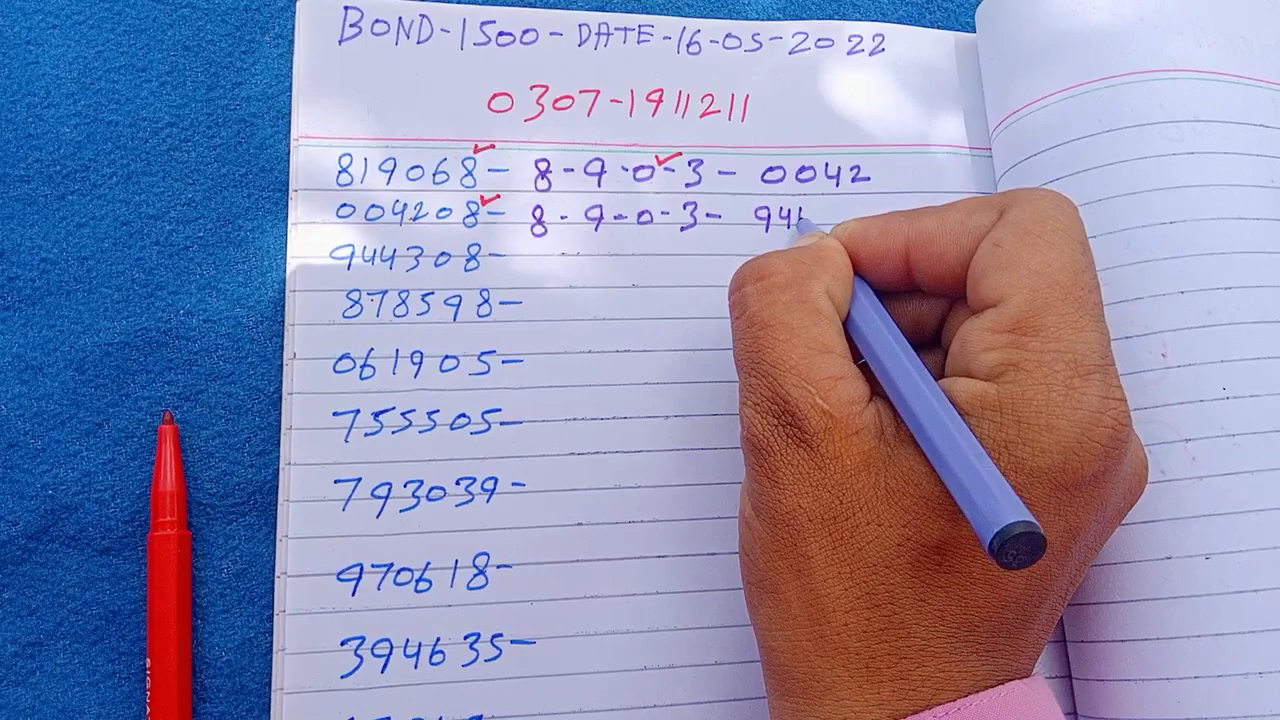 BOND-1500-DATE-16-05-2022
0307-1911211
819068- 8-9-0-3- 0042
004208- 8-9-0-3- 944
944308-
878598-
061905-
755505-
793039-
970618-
394635-